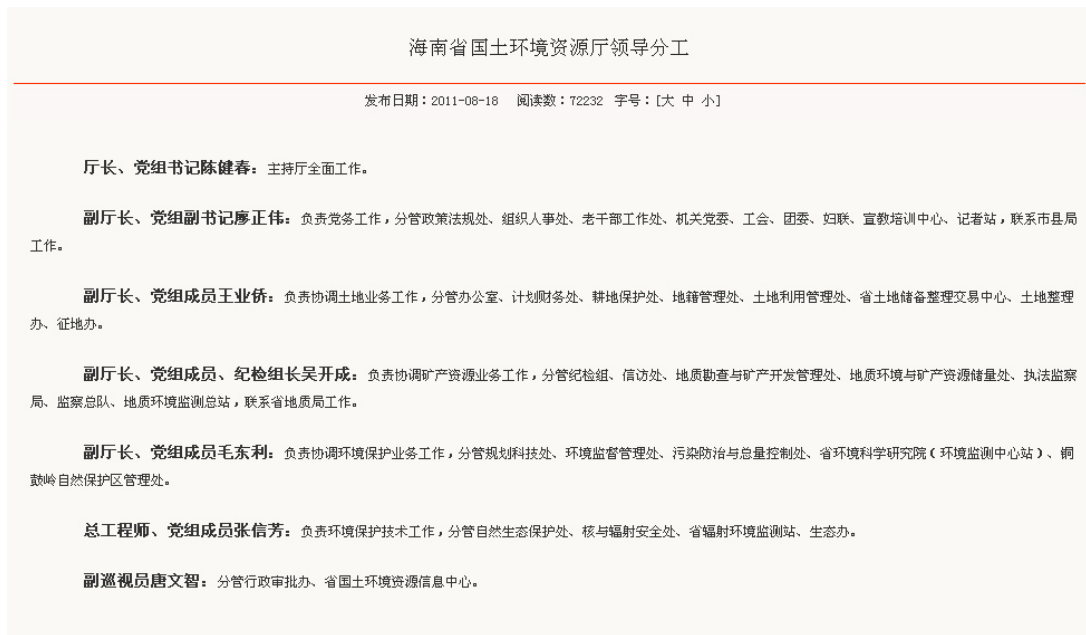 海南省国土环境资源厅领导分工
发布日期：2011-08-18 阅读数：72232 字号：[大 中 小]
厅长、党组书记陈健春：主持厅全面工作。
副厅长、党组副书记廖正伟：负责党务工作，分管政策法规处、组织人事处、老干部工作处、机关党委、工会、团委、妇联、宣教培训中心、记者站，联系市县局
工作。
副厅长、党组成员王业侨：负责协调土地业务工作，分管办公室、计划财务处、耕地保护处、地籍管理处、土地利用管理处、省土地储备整理交易中心、土地整理
办、征地办。
副厅长、党组成员、纪检组长吴开成：负责协调矿产资源业务工作，分管纪检组、信访处、地质勘查与矿产开发管理处、地质环境与矿产资源储量处、执法监察
局、监察总队、地质环境监测总站，联系省地质局工作。
副厅长、党组成员毛东利：负责协调环境保护业务工作，分管规划科技处、环境监督管理处、污染防治与总量控制处、省环境科学研究院（环境监测中心站）、铜
鼓岭自然保护区管理处。
总工程师、党组成员张信芳：负责环境保护技术工作，分管自然生态保护处、核与辐射安全处、省辐射环境监测站、生态办。
副巡视员唐文智：分管行政审批办、省国土环境资源信息中心。